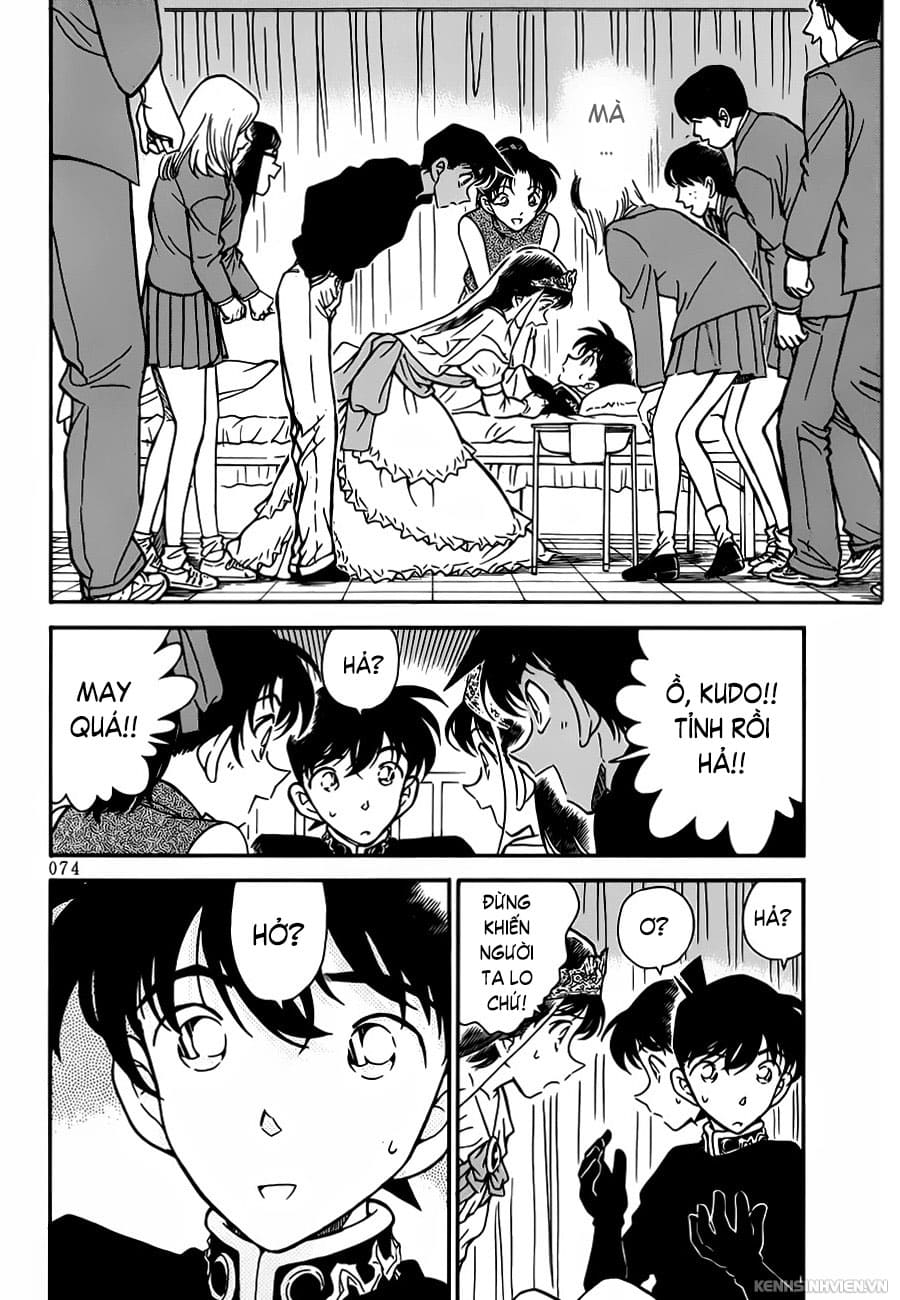 MÀ
...
MAY
QUÁ!!
HẢ?
Ồ, KUDO!!
TỈNH RỒI
HẢ!!
074
HỞ?
ĐỪNG
KHIẾN
NGƯỜI
TA LO
CHỨ!
Ơ?
HẢ?
KENHSINHVIEN.VN